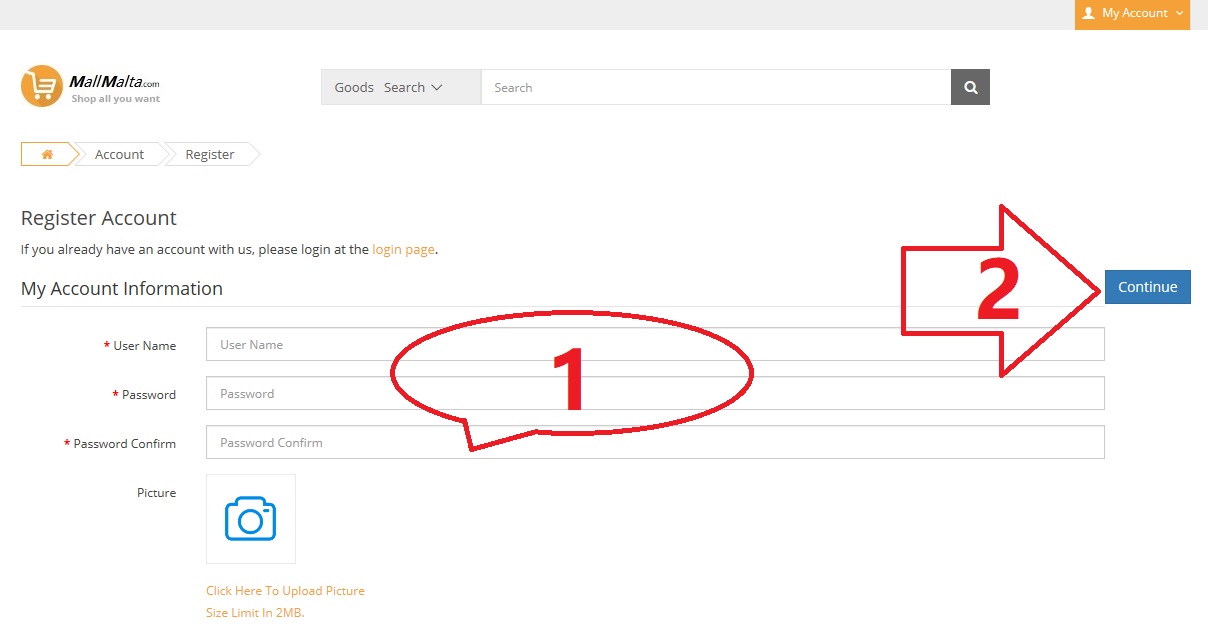 My Account
MallMalta.com
Shop all you want
Goods Search
Search
Account
Register
Register Account
If you already have an account with us, please login at the login page.
My Account Information
2
Continue
* User Name
User Name
1
* Password
Password
* Password Confirm
Password Confirm
Picture
Click Here To Upload Picture
Size Limit In 2MB.